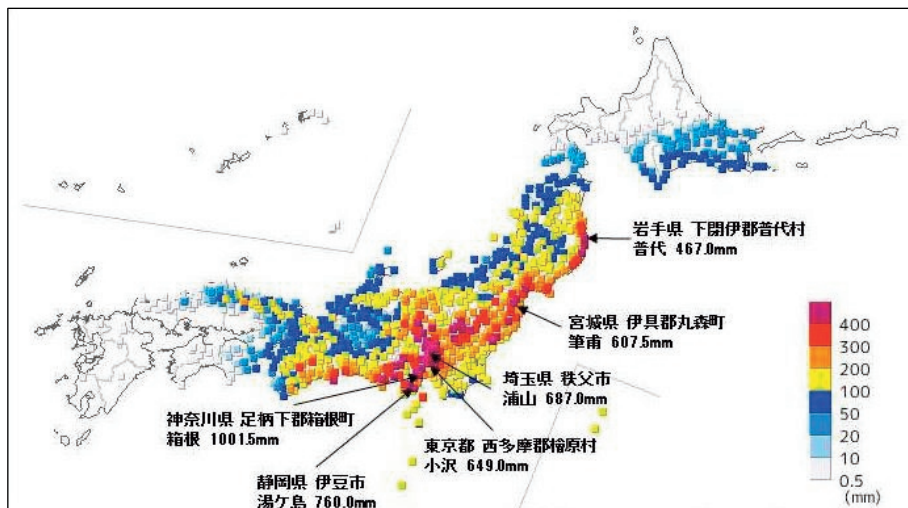 岩手県 下閉伊郡普代村
普代 467.0mm
宮城県 伊具郡丸森町
筆甫 607.5mm
埼玉県 秩父市
浦山 687.0mm
神奈川県 足柄下郡箱根町
箱根 1001.5mm
東京都 西多摩郡檜原村
小沢 649.0mm
静岡県 伊豆市
湯ケ島 760.0mm
400
300
200
100
50
20
10
0.5
(mm)